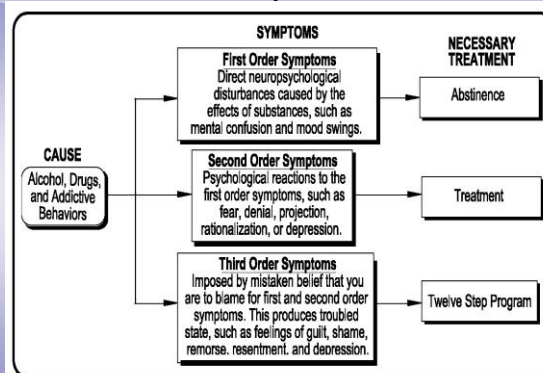 SYMPTOMS
NECESSARY
TREATMENT
First Order Symptoms
Direct neuropsychological
disturbances caused by the
effects of substances, such as
mental confusion and mood swings.
Abstinence
CAUSE
Alcohol, Drugs,
and Addictive
Behaviors
Second Order Symptoms
Psychological reactions to the
first order symptoms, such as
fear, denial, projection,
rationalization, or depression.
Treatment
Third Order Symptoms
Imposed by mistaken belief that you
are to blame for first and second order
symptoms. This produces troubled
state, such as feelings of guilt, shame,
remorse, resentment, and depression.
Twelve Step Program